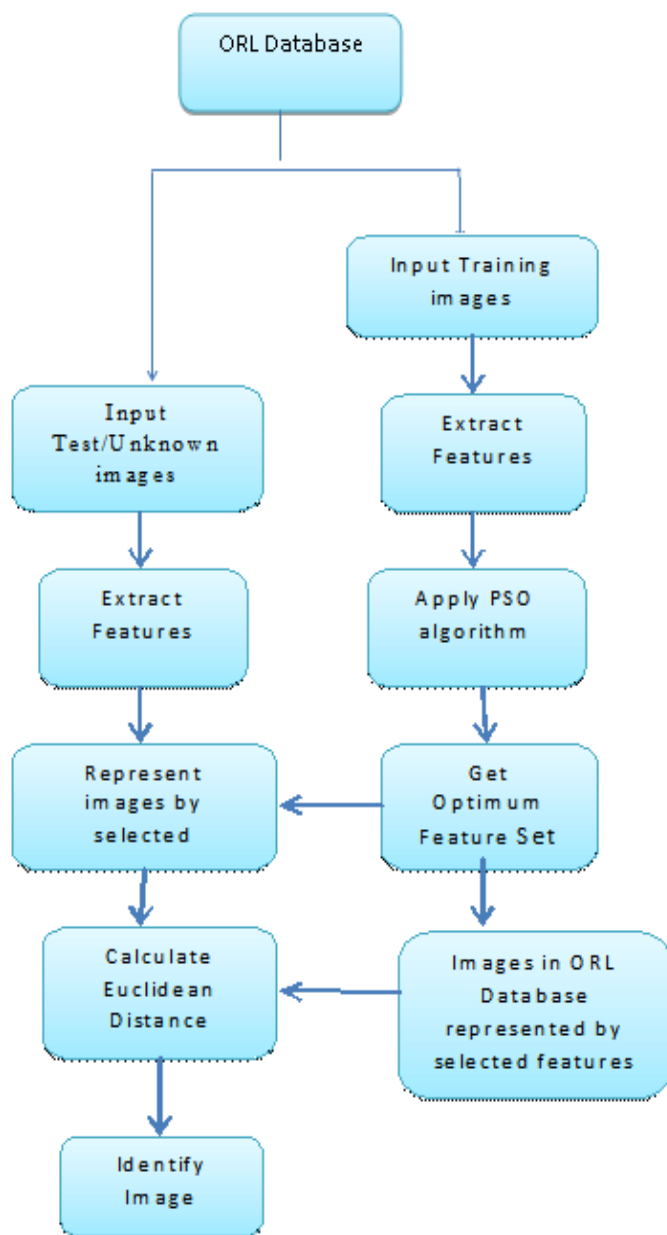 ORL Database
Input Training
images
Input
Test/Unknown
images
Extract
Features
Extract
Features
Apply PSO
algorithm
Represent
images by
selected
Get
Optimum
Feature Set
Calculate
Euclidean
Distance
Images in ORL
Database
represented by
selected features
Identify
Image